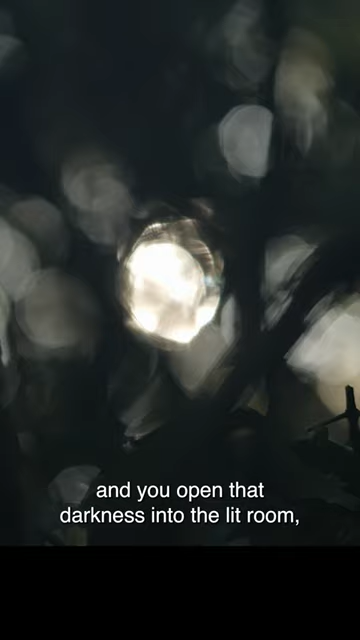 and you open that
darkness into the lit room,